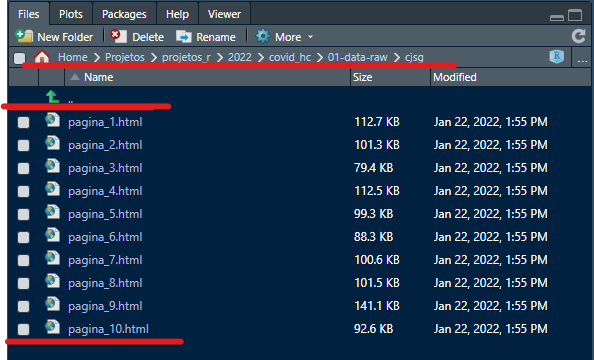 Files Plots Packages Help Viewer
New Folder Delete Rename More
Home Projetos projetos_r 2022 covid_hc 01-data-raw cjsg R ...
Name Size Modified
..
pagina_1.html 112.7 KB Jan 22, 2022, 1:55 PM
pagina_2.html 101.3 KB Jan 22, 2022, 1:55 PM
pagina_3.html 79.4 KB Jan 22, 2022, 1:55 PM
pagina_4.html 112.5 KB Jan 22, 2022, 1:55 PM
pagina_5.html 99.3 KB Jan 22, 2022, 1:55 PM
pagina_6.html 88.3 KB Jan 22, 2022, 1:55 PM
pagina_7.html 100.6 KB Jan 22, 2022, 1:55 PM
pagina_8.html 101.5 KB Jan 22, 2022, 1:55 PM
pagina_9.html 141.1 KB Jan 22, 2022, 1:55 PM
pagina_10.html 92.6 KB Jan 22, 2022, 1:55 PM